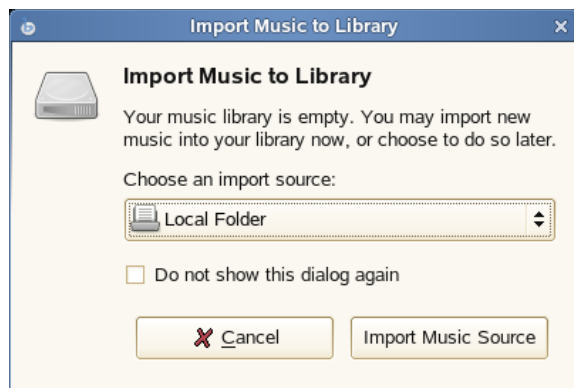 Import Music to Library
Import Music to Library
Your music library is empty. You may import new
music into your library now, or choose to do so later.
Choose an import source:
Local Folder
Do not show this dialog again
Cancel
Import Music Source